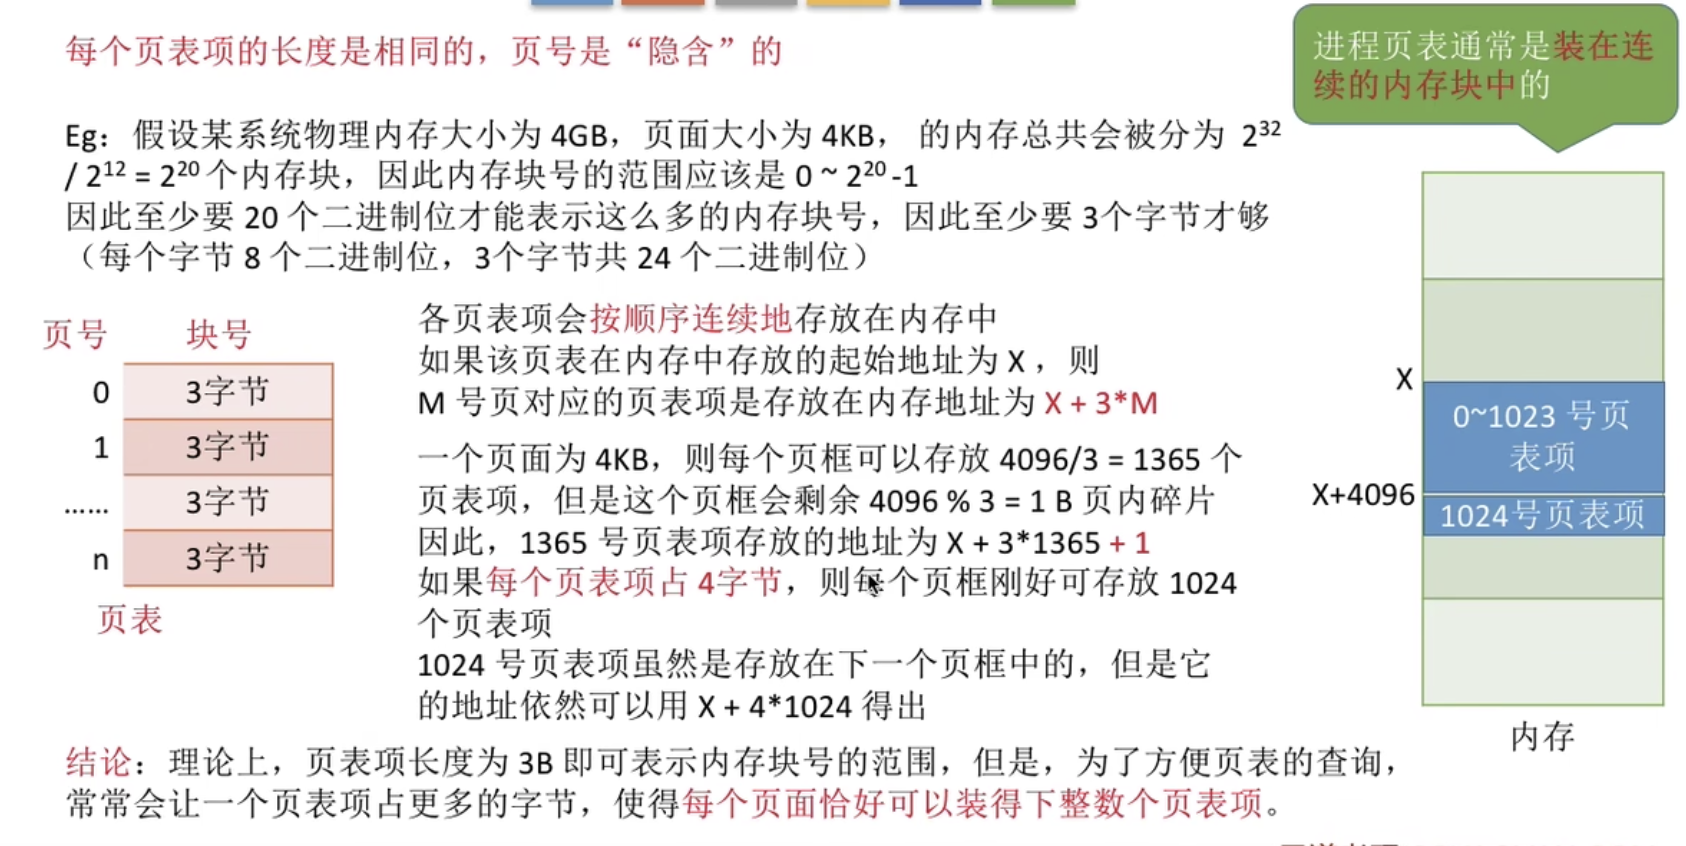 每个页表项的长度是相同的，页号是“隐含”的
进程页表通常是装在连
续的内存块中的
Eg：假设某系统物理内存大小为 4GB，页面大小为 4KB， 的内存总共会被分为 2³²
/ 2¹² = 2²⁰ 个内存块，因此内存块号的范围应该是 0 ~ 2²⁰ -1
因此至少要 20 个二进制位才能表示这么多的内存块号，因此至少要 3个字节才够
（每个字节 8 个二进制位，3个字节共 24 个二进制位）
页号 块号
0 3字节
1 3字节
…… 3字节
n 3字节
页表
各页表项会按顺序连续地存放在内存中
如果该页表在内存中存放的起始地址为 X ，则
M 号页对应的页表项是存放在内存地址为 X + 3*M
一个页面为 4KB，则每个页框可以存放 4096/3 = 1365 个
页表项，但是这个页框会剩余 4096 % 3 = 1 B 页内碎片
因此，1365 号页表项存放的地址为 X + 3*1365 + 1
如果每个页表项占 4字节，则每个页框刚好可存放 1024
个页表项
1024 号页表项虽然是存放在下一个页框中的，但是它
的地址依然可以用 X + 4*1024 得出
X
0~1023 号页
表项
X+4096
1024号页表项
内存
结论：理论上，页表项长度为 3B 即可表示内存块号的范围，但是，为了方便页表的查询，
常常会让一个页表项占更多的字节，使得每个页面恰好可以装得下整数个页表项。